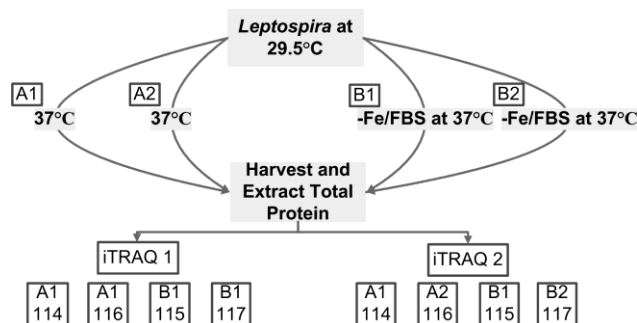 Leptospira at
29.5°C
A1
A2
B1
B2
37°C
37°C
-Fe/FBS at 37°C
-Fe/FBS at 37°C
Harvest and
Extract Total
Protein
iTRAQ 1
iTRAQ 2
A1
114
A1
116
B1
115
B1
117
A1
114
A2
116
B1
115
B2
117